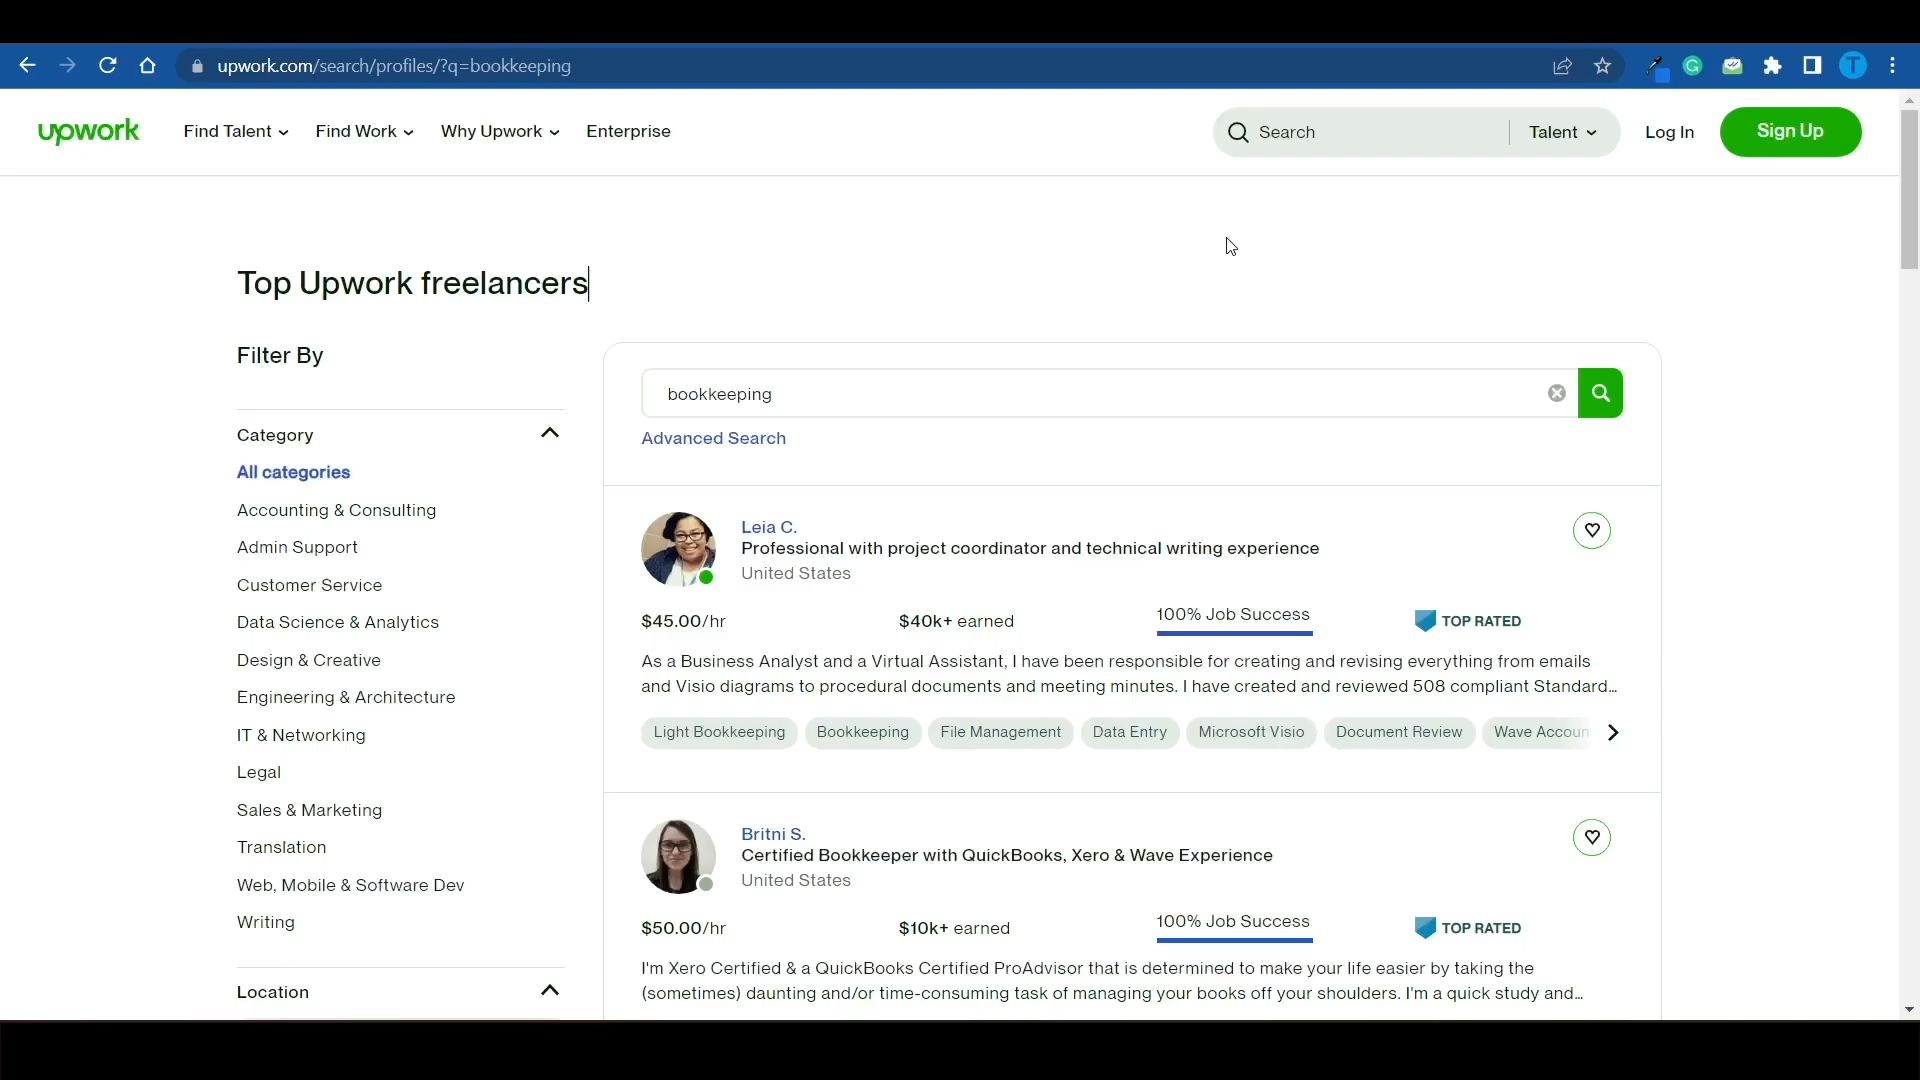 upwork.com/search/profiles/?q=bookkeeping
T
upwork
Find Talent
Find Work
Why Upwork
Enterprise
Search
Talent
Log In
Sign Up
Top Upwork freelancers
Filter By
Category
All categories
Accounting & Consulting
Admin Support
Customer Service
Data Science & Analytics
Design & Creative
Engineering & Architecture
IT & Networking
Legal
Sales & Marketing
Translation
Web, Mobile & Software Dev
Writing
Location
bookkeeping
Advanced Search
Leia C.
Professional with project coordinator and technical writing experience
United States
$45.00/hr
$40k+ earned
100% Job Success
TOP RATED
As a Business Analyst and a Virtual Assistant, I have been responsible for creating and revising everything from emails
and Visio diagrams to procedural documents and meeting minutes. I have created and reviewed 508 compliant Standard...
Light Bookkeeping
Bookkeeping
File Management
Data Entry
Microsoft Visio
Document Review
Wave Accoun
Britni S.
Certified Bookkeeper with QuickBooks, Xero & Wave Experience
United States
$50.00/hr
$10k+ earned
100% Job Success
TOP RATED
I'm Xero Certified & a QuickBooks Certified ProAdvisor that is determined to make your life easier by taking the
(sometimes) daunting and/or time-consuming task of managing your books off your shoulders. I'm a quick study and...